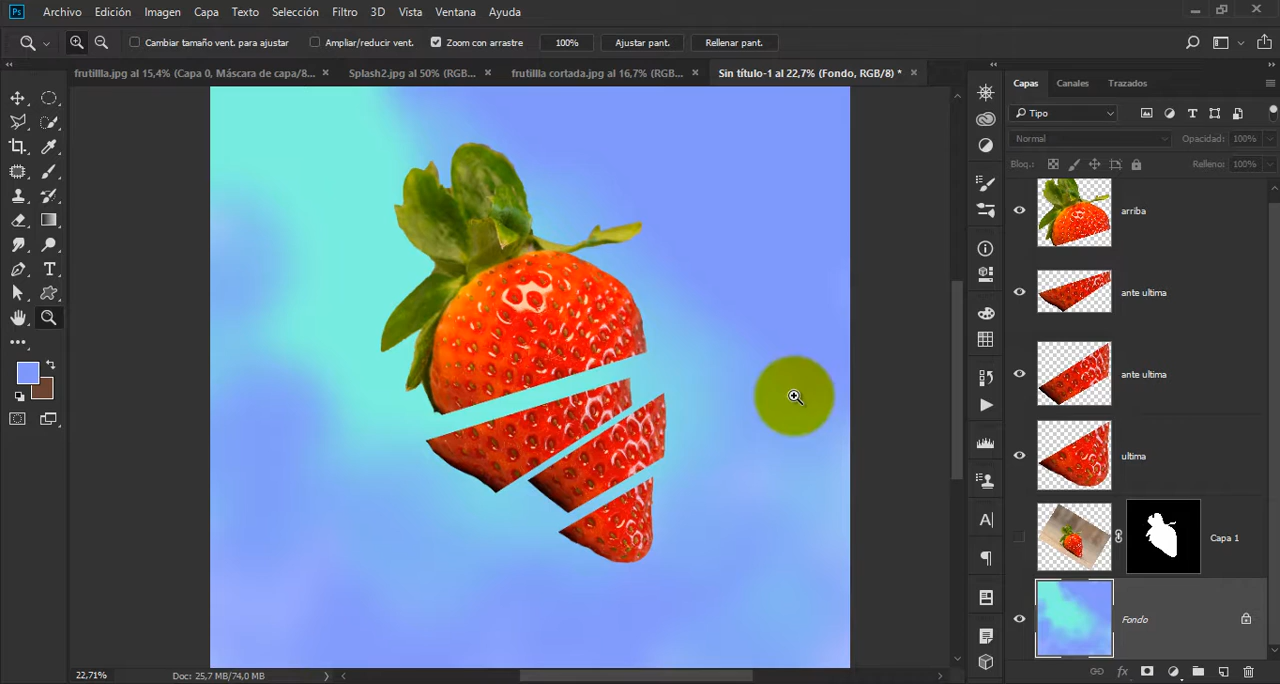 Ps Archivo Edición Imagen Capa Texto Selección Filtro 3D Vista Ventana Ayuda
Cambiar tamaño vent. para ajustar Ampliar/reducir vent. Zoom con arrastre 100% Ajustar pant. Rellenar pant.
frutillla.jpg al 15,4% (Capa 0, Máscara de capa/8... × Splash2.jpg al 50% (RGB... × frutillla cortada.jpg al 16,7% (RGB... × Sin título-1 al 22,7% (Fondo, RGB/8) * ×
Capas Canales Trazados
Tipo
Normal Opacidad: 100%
Bloq.: Relleno: 100%
arriba
ante ultima
ante ultima
ultima
Capa 1
Fondo
22,71% Doc: 25,7 MB/74,0 MB